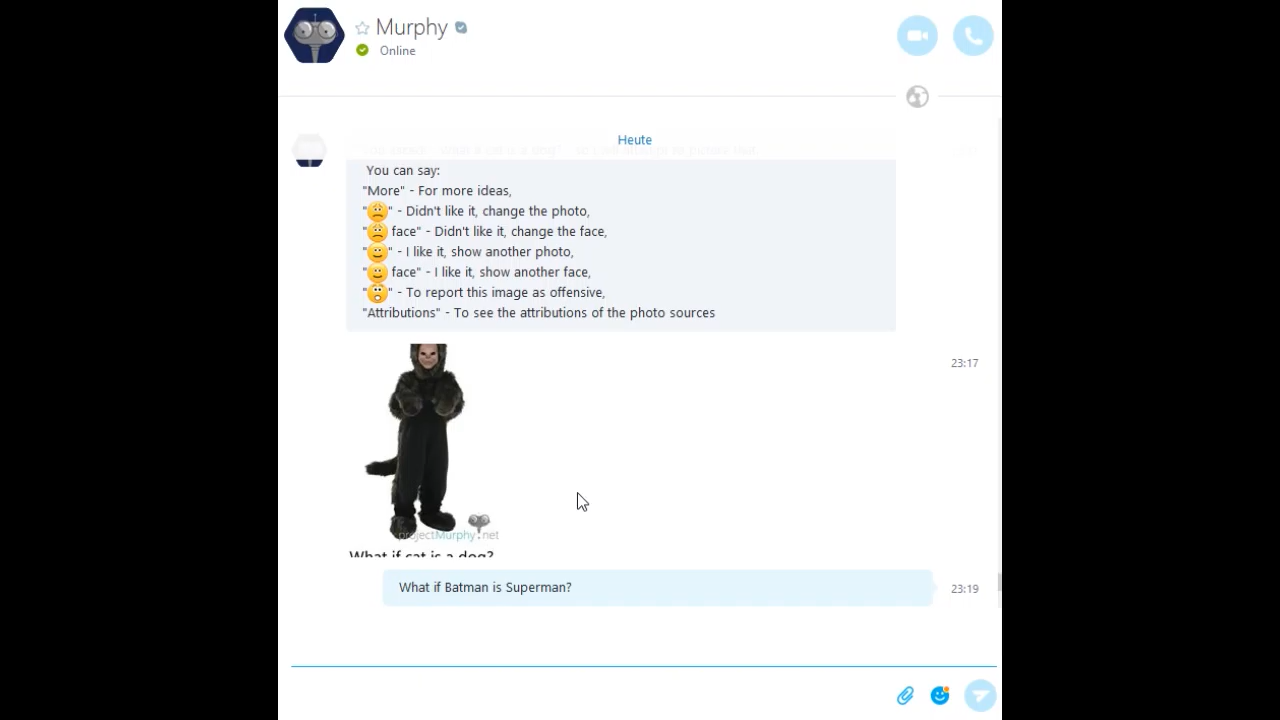 Murphy
Online
Heute
You can say:
"More" - For more ideas,
"😟" - Didn't like it, change the photo,
"😟 face" - Didn't like it, change the face,
"🙂" - I like it, show another photo,
"🙂 face" - I like it, show another face,
"😮" - To report this image as offensive,
"Attributions" - To see the attributions of the photo sources
23:17
projectMurphy.net
What if cat is a dog?
What if Batman is Superman?
23:19